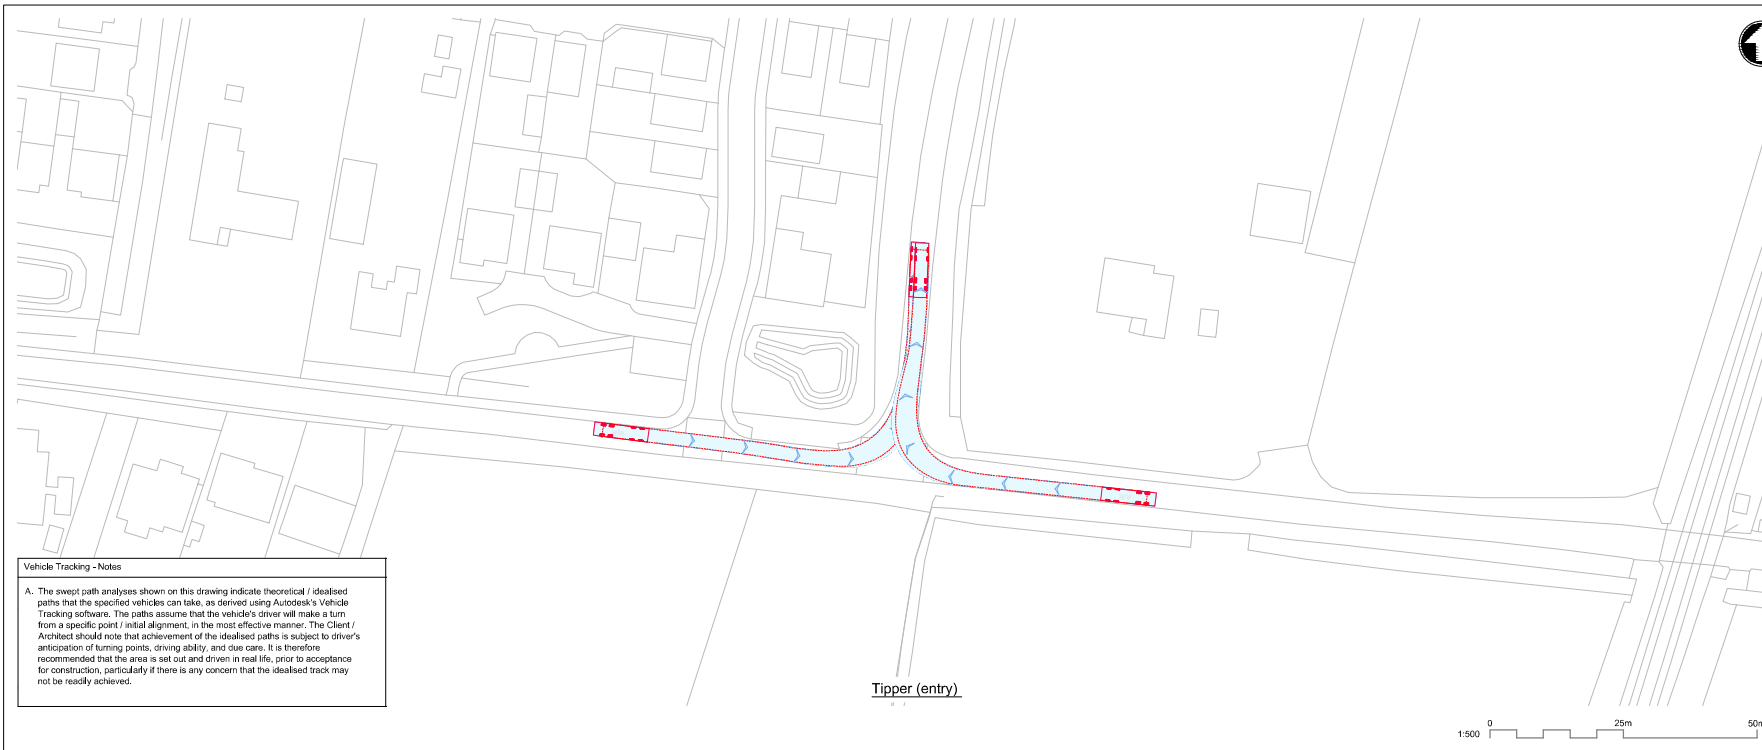 Vehicle Tracking - Notes
A. The swept path analyses shown on this drawing indicate theoretical / idealised
paths that the specified vehicles can take, as derived using Autodesk's Vehicle
Tracking software. The paths assume that the vehicle's driver will make a turn
from a specific point / initial alignment, in the most effective manner. The Client /
Architect should note that achievement of the idealised paths is subject to driver's
anticipation of turning points, driving ability, and due care. It is therefore
recommended that the area is set out and driven in real life, prior to acceptance
for construction, particularly if there is any concern that the idealised track may
not be readily achieved.
Tipper (entry)
1:500
0 25m 50m